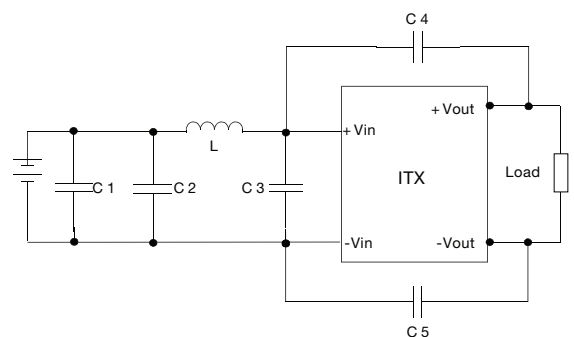 C 4
+ Vout
+ Vin
L
Load
ITX
C 1
C 2
C 3
-Vin
-Vout
C 5